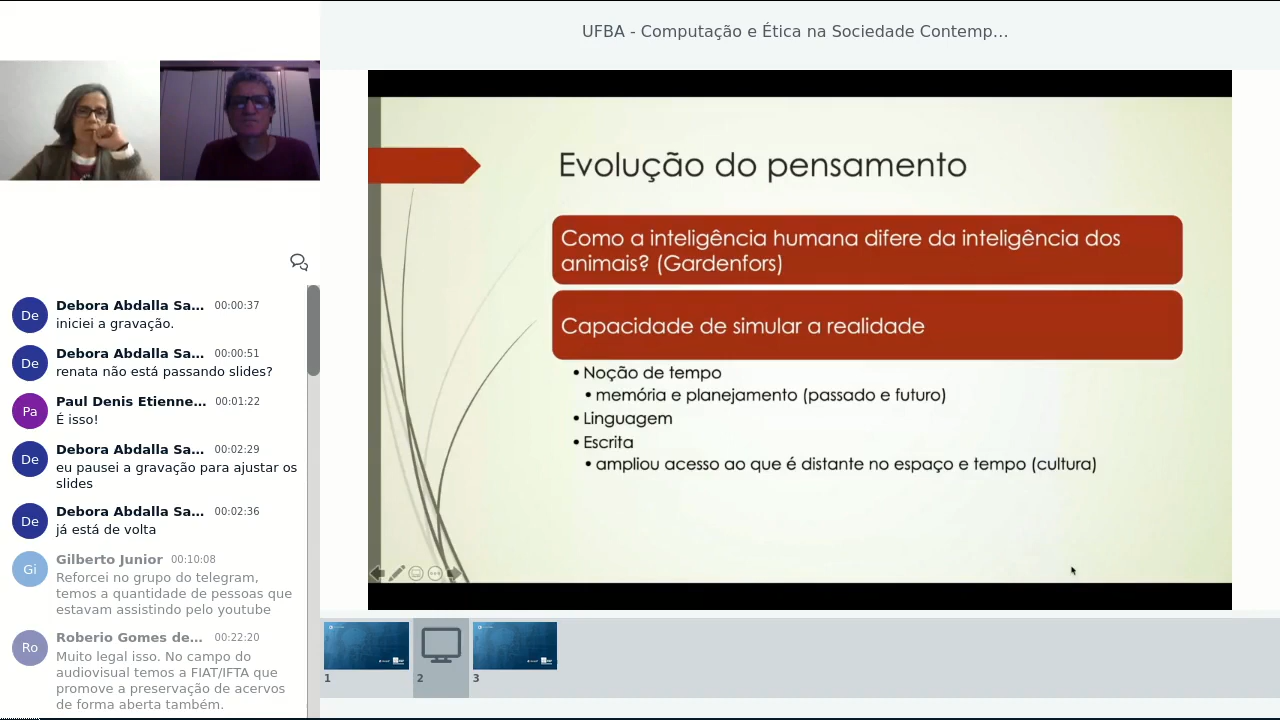 UFBA - Computação e Ética na Sociedade Contemp...
Evolução do pensamento
Como a inteligência humana difere da inteligência dos
animais? (Gardenfors)
Capacidade de simular a realidade
• Noção de tempo
• memória e planejamento (passado e futuro)
• Linguagem
• Escrita
• ampliou acesso ao que é distante no espaço e tempo (cultura)
De
Debora Abdalla Sa... 00:00:37
iniciei a gravação.
De
Debora Abdalla Sa... 00:00:51
renata não está passando slides?
Pa
Paul Denis Etienne... 00:01:22
É isso!
De
Debora Abdalla Sa... 00:02:29
eu pausei a gravação para ajustar os
slides
De
Debora Abdalla Sa... 00:02:36
já está de volta
Gi
Gilberto Junior 00:10:08
Reforcei no grupo do telegram,
temos a quantidade de pessoas que
estavam assistindo pelo youtube
Ro
Roberio Gomes de... 00:22:20
Muito legal isso. No campo do
audiovisual temos a FIAT/IFTA que
promove a preservação de acervos
de forma aberta também.
1
2
3